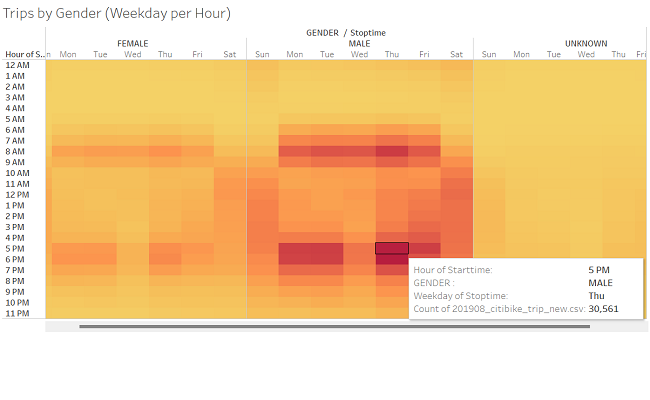 Trips by Gender (Weekday per Hour)
GENDER / Stoptime
FEMALE MALE UNKNOWN
Hour of S.. n Mon Tue Wed Thu Fri Sat Sun Mon Tue Wed Thu Fri Sat Sun Mon Tue Wed Thu Fri
12 AM
1 AM
2 AM
3 AM
4 AM
5 AM
6 AM
7 AM
8 AM
9 AM
10 AM
11 AM
12 PM
1 PM
2 PM
3 PM
4 PM
5 PM
6 PM
7 PM
8 PM
9 PM
10 PM
11 PM
Hour of Starttime: 5 PM
GENDER : MALE
Weekday of Stoptime: Thu
Count of 201908_citibike_trip_new.csv: 30,561